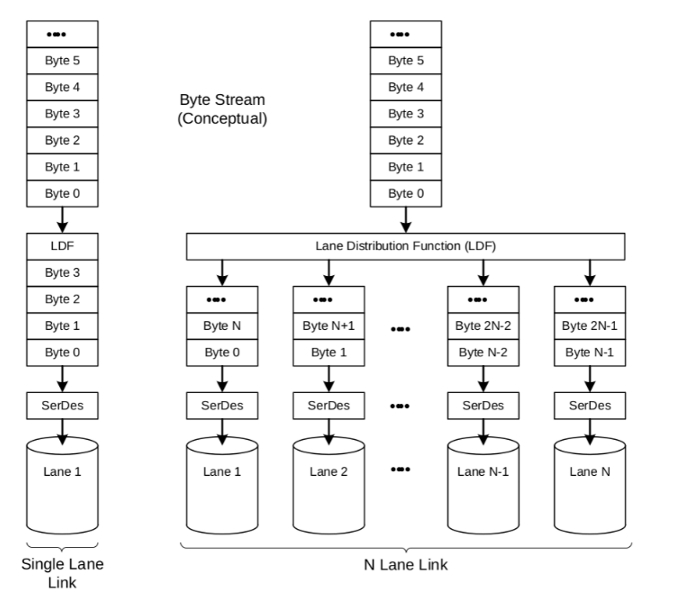 ••••
Byte 5
Byte 4
Byte 3
Byte 2
Byte 1
Byte 0
LDF
Byte 3
Byte 2
Byte 1
Byte 0
SerDes
Lane 1
Single Lane
Link
Byte Stream
(Conceptual)
••••
Byte 5
Byte 4
Byte 3
Byte 2
Byte 1
Byte 0
Lane Distribution Function (LDF)
•••• •••• •••• ••••
Byte N Byte N+1 •••• Byte 2N-2 Byte 2N-1
Byte 0 Byte 1 Byte N-2 Byte N-1
SerDes SerDes •••• SerDes SerDes
Lane 1 Lane 2 •••• Lane N-1 Lane N
N Lane Link